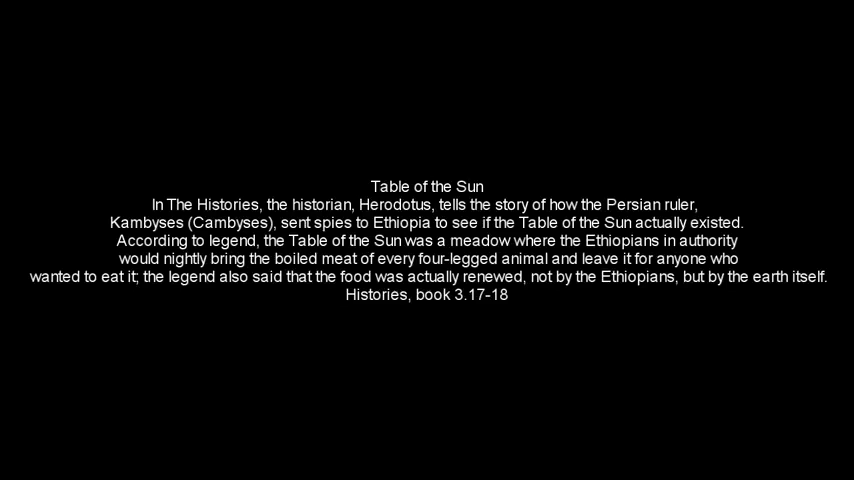 Table of the Sun
In The Histories, the historian, Herodotus, tells the story of how the Persian ruler,
Kambyses (Cambyses), sent spies to Ethiopia to see if the Table of the Sun actually existed.
According to legend, the Table of the Sun was a meadow where the Ethiopians in authority
would nightly bring the boiled meat of every four-legged animal and leave it for anyone who
wanted to eat it; the legend also said that the food was actually renewed, not by the Ethiopians, but by the earth itself.
Histories, book 3.17-18